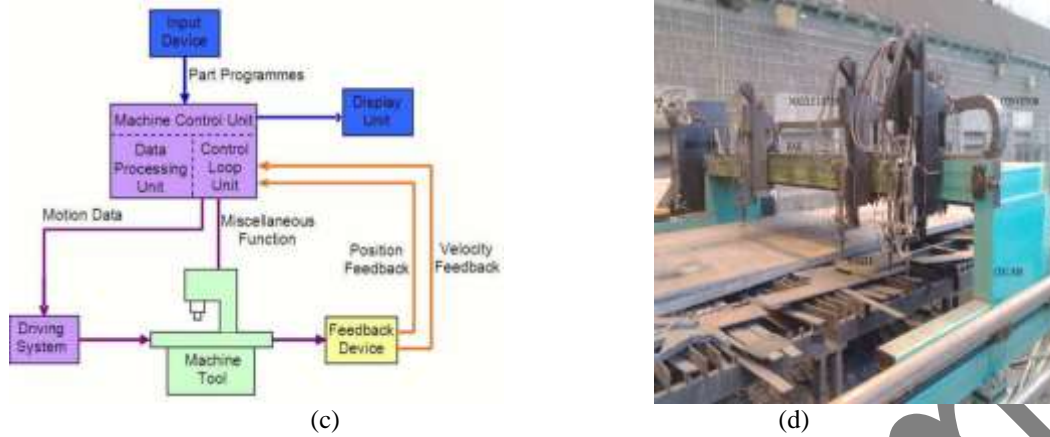 Input
Device
Part Programmes
Machine Control Unit
Display
Unit
Data
Processing
Unit
Control
Loop
Unit
Motion Data
Miscellaneous
Function
Position
Feedback
Velocity
Feedback
Driving
System
Machine
Tool
Feedback
Device
CONVEYOR
(c)
(d)